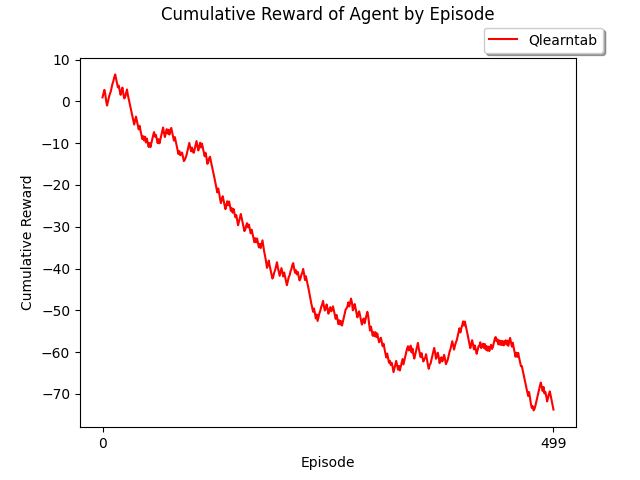 Cumulative Reward of Agent by Episode
Qlearntab
10
0
−10
−20
−30
−40
−50
−60
−70
Cumulative Reward
0
499
Episode